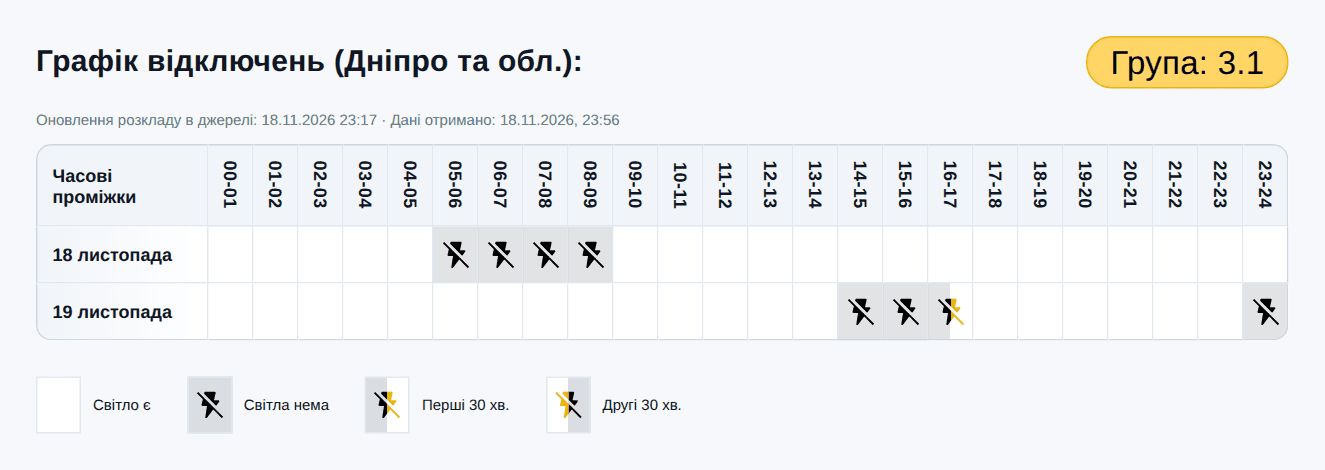 Графік відключень (Дніпро та обл.):
Група: 3.1
Оновлення розкладу в джерелі: 18.11.2026 23:17 · Дані отримано: 18.11.2026, 23:56
Часові
проміжки
00-01
01-02
02-03
03-04
04-05
05-06
06-07
07-08
08-09
09-10
10-11
11-12
12-13
13-14
14-15
15-16
16-17
17-18
18-19
19-20
20-21
21-22
22-23
23-24
18 листопада
19 листопада
Світло є
Світла нема
Перші 30 хв.
Другі 30 хв.